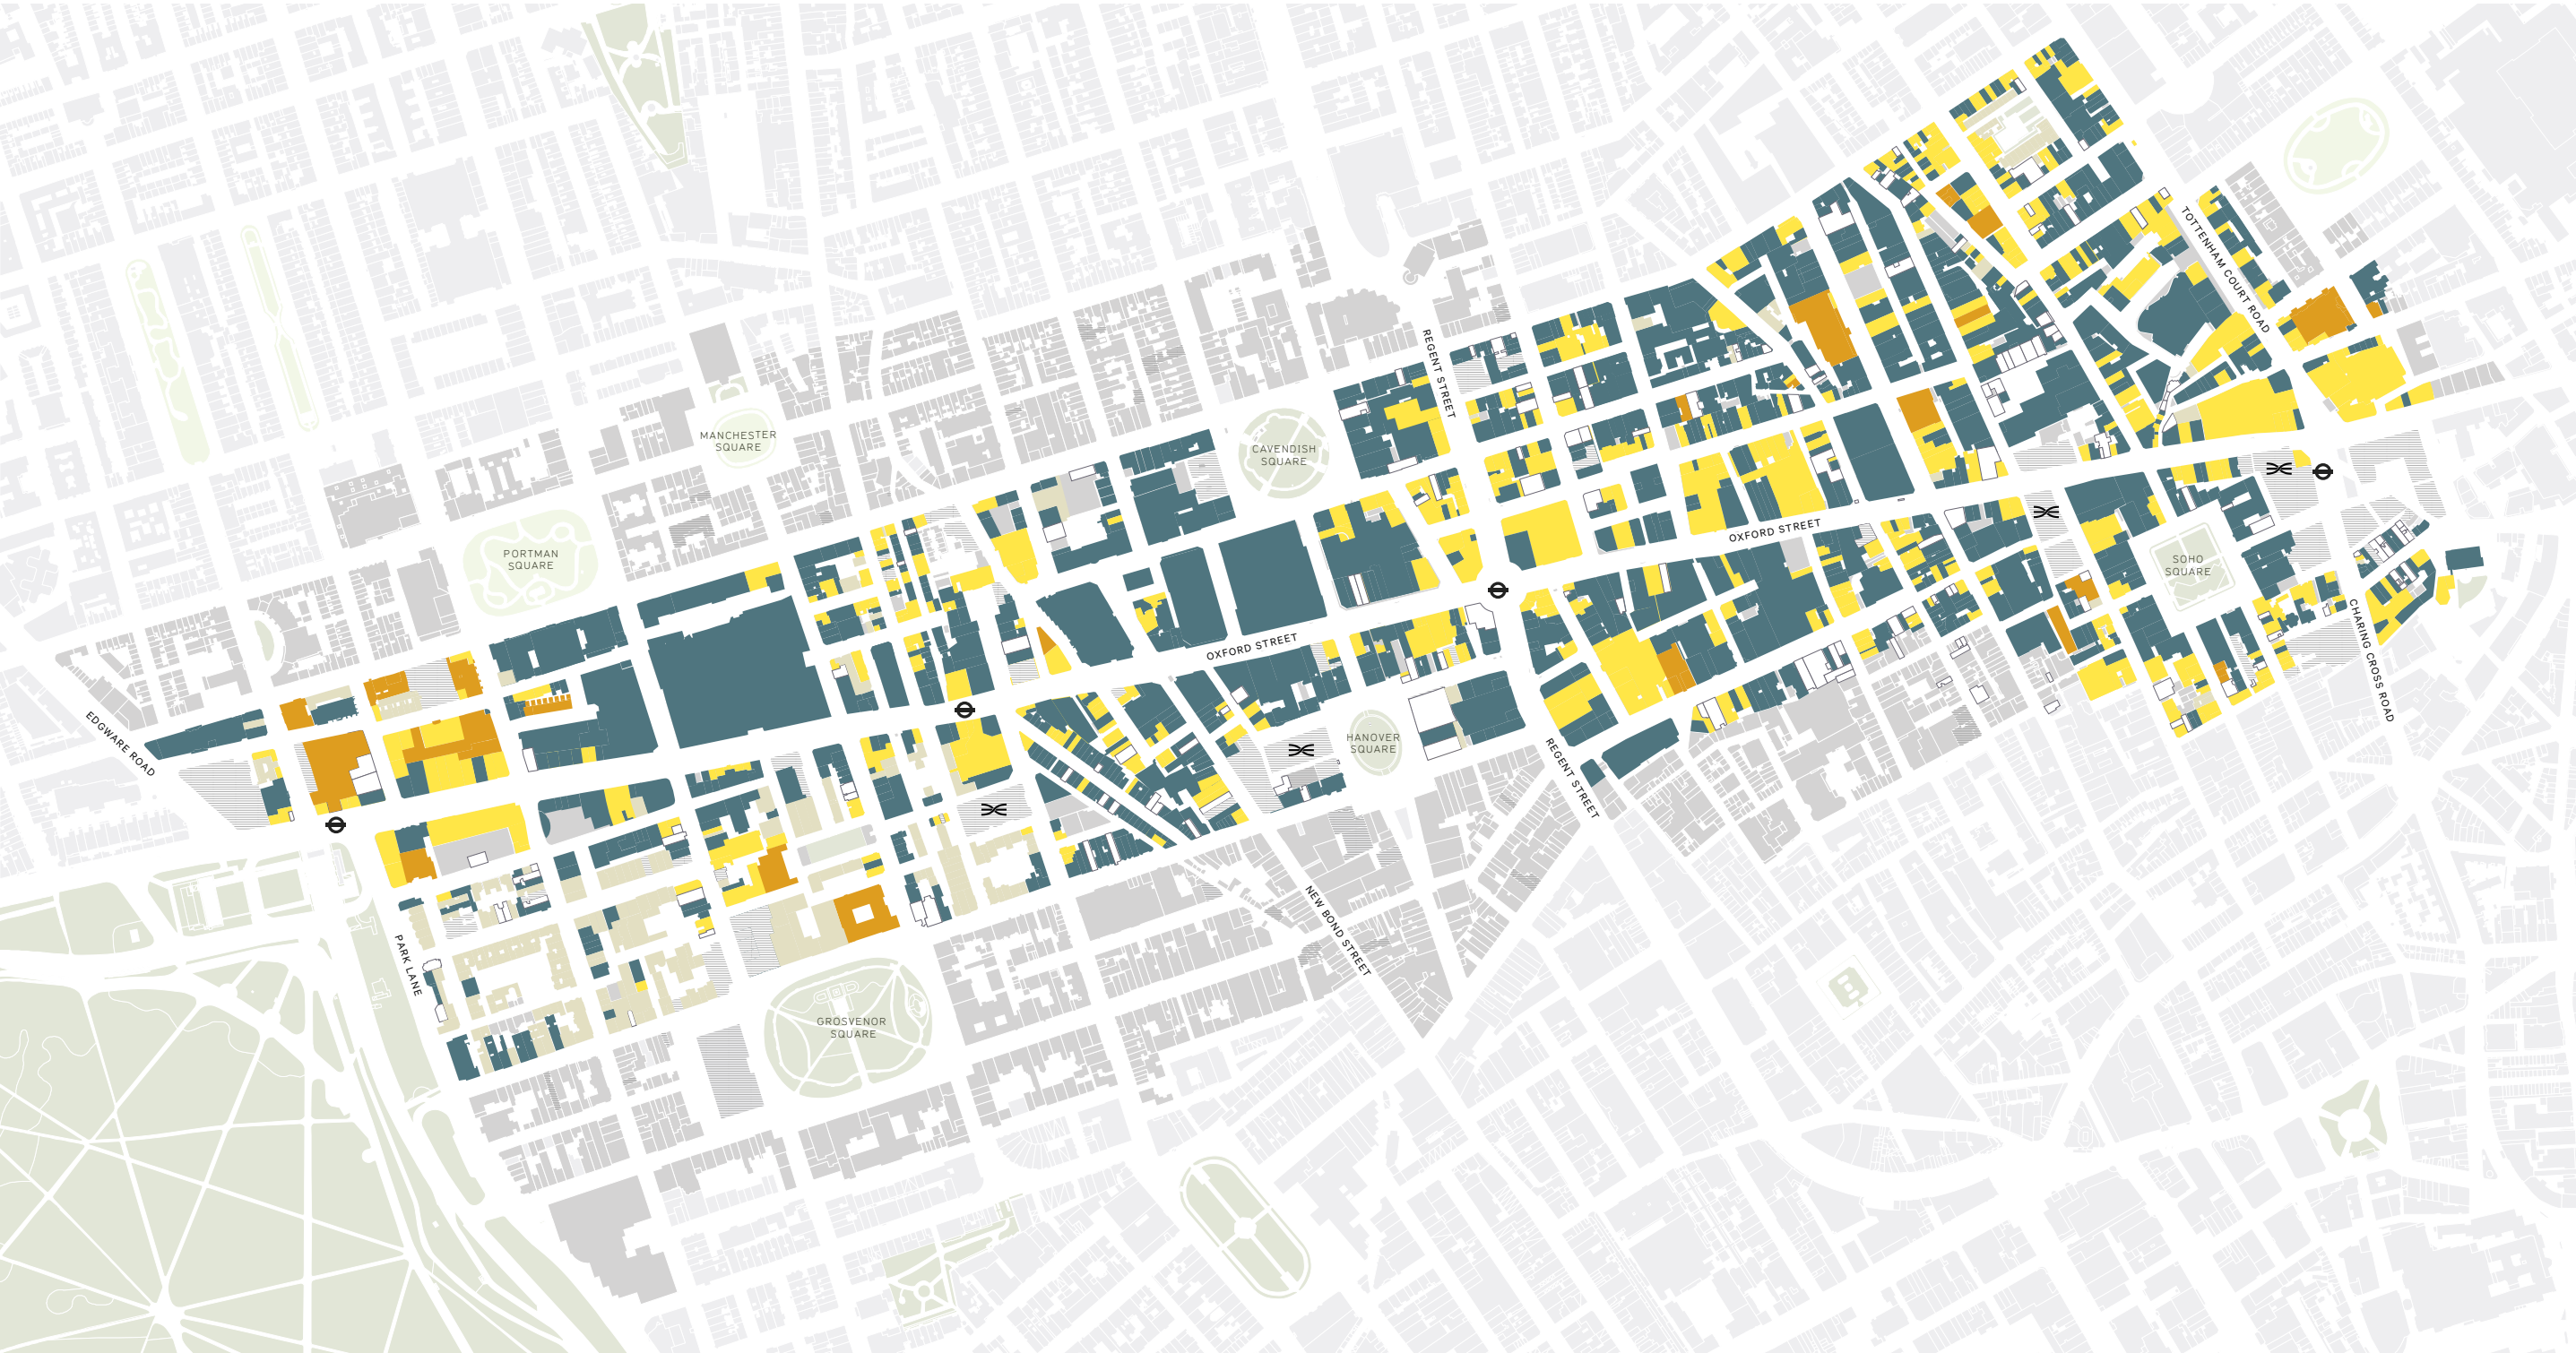 TOTTENHAM COURT ROAD
REGENT STREET
MANCHESTER
SQUARE
CAVENDISH
SQUARE
OXFORD STREET
PORTMAN
SQUARE
SOHO
SQUARE
OXFORD STREET
CHARING CROSS ROAD
EDGWARE ROAD
HANOVER
SQUARE
REGENT STREET
NEW BOND STREET
PARK LANE
GROSVENOR
SQUARE